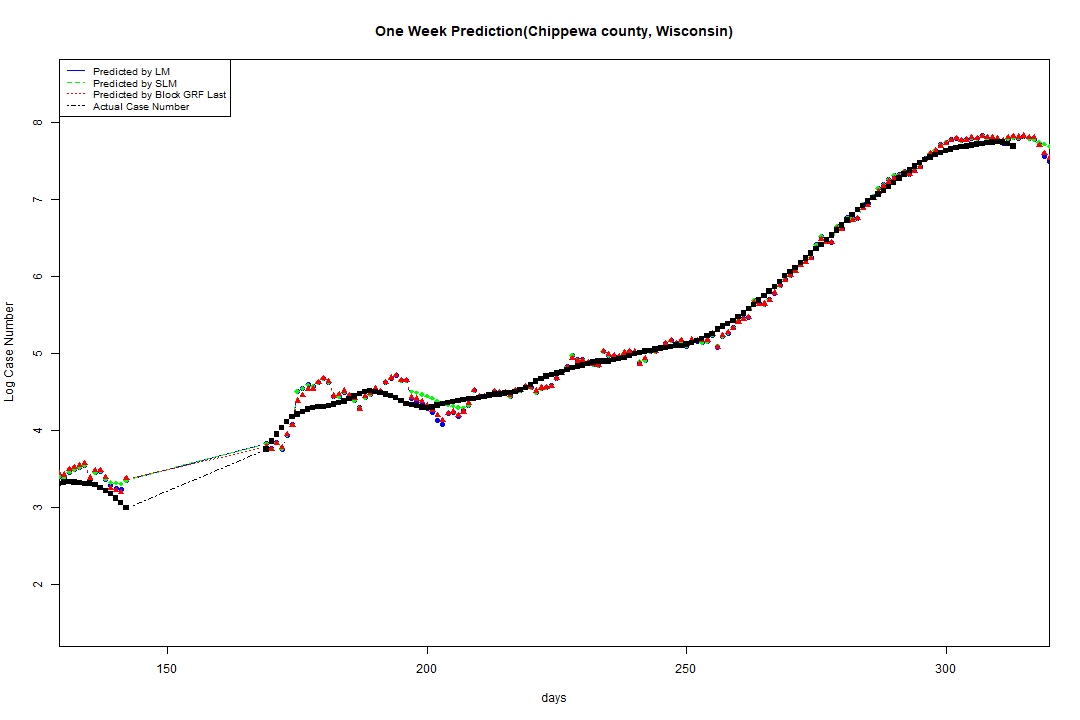 One Week Prediction(Chippewa county, Wisconsin)
Predicted by LM
Predicted by SLM
Predicted by Block GRF Last
Actual Case Number
8
7
6
5
4
3
2
Log Case Number
150 200 250 300
days